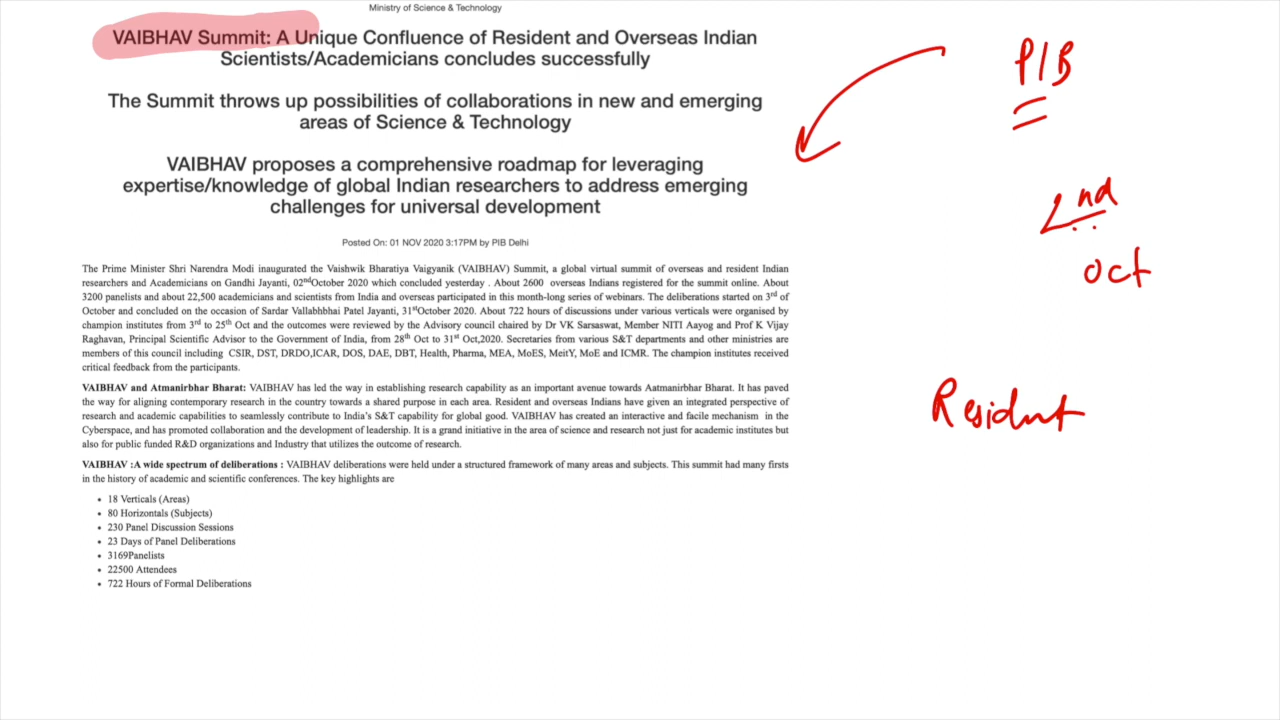 Ministry of Science & Technology
VAIBHAV Summit: A Unique Confluence of Resident and Overseas Indian
Scientists/Academicians concludes successfully
The Summit throws up possibilities of collaborations in new and emerging
areas of Science & Technology
VAIBHAV proposes a comprehensive roadmap for leveraging
expertise/knowledge of global Indian researchers to address emerging
challenges for universal development
Posted On: 01 NOV 2020 3:17PM by PIB Delhi
The Prime Minister Shri Narendra Modi inaugurated the Vaishwik Bharatiya Vaigyanik (VAIBHAV) Summit, a global virtual summit of overseas and resident Indian
researchers and Academicians on Gandhi Jayanti, 02ndOctober 2020 which concluded yesterday . About 2600 overseas Indians registered for the summit online. About
3200 panelists and about 22,500 academicians and scientists from India and overseas participated in this month-long series of webinars. The deliberations started on 3rd of
October and concluded on the occasion of Sardar Vallabhbhai Patel Jayanti, 31stOctober 2020. About 722 hours of discussions under various verticals were organised by
champion institutes from 3rd to 25th Oct and the outcomes were reviewed by the Advisory council chaired by Dr VK Sarsaswat, Member NITI Aayog and Prof K Vijay
Raghavan, Principal Scientific Advisor to the Government of India, from 28th Oct to 31st Oct,2020. Secretaries from various S&T departments and other ministries are
members of this council including CSIR, DST, DRDO,ICAR, DOS, DAE, DBT, Health, Pharma, MEA, MoES, MeitY, MoE and ICMR. The champion institutes received
critical feedback from the participants.
VAIBHAV and Atmanirbhar Bharat: VAIBHAV has led the way in establishing research capability as an important avenue towards Aatmanirbhar Bharat. It has paved
the way for aligning contemporary research in the country towards a shared purpose in each area. Resident and overseas Indians have given an integrated perspective of
research and academic capabilities to seamlessly contribute to India's S&T capability for global good. VAIBHAV has created an interactive and facile mechanism in the
Cyberspace, and has promoted collaboration and the development of leadership. It is a grand initiative in the area of science and research not just for academic institutes but
also for public funded R&D organizations and Industry that utilizes the outcome of research.
VAIBHAV :A wide spectrum of deliberations : VAIBHAV deliberations were held under a structured framework of many areas and subjects. This summit had many firsts
in the history of academic and scientific conferences. The key highlights are
• 18 Verticals (Areas)
• 80 Horizontals (Subjects)
• 230 Panel Discussion Sessions
• 23 Days of Panel Deliberations
• 3169Panelists
• 22500 Attendees
• 722 Hours of Formal Deliberations
PIB
2nd
Oct
Resident